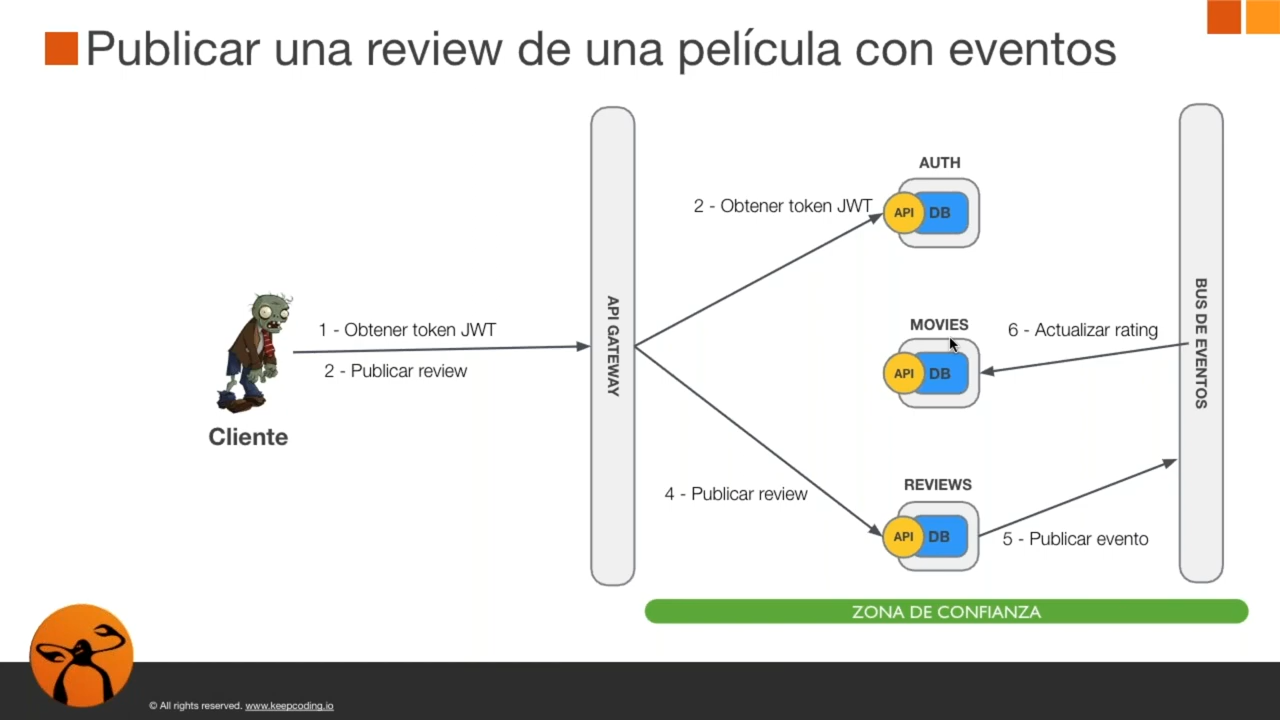 Publicar una review de una película con eventos
AUTH
2 - Obtener token JWT
API
DB
1 - Obtener token JWT
2 - Publicar review
Cliente
API GATEWAY
MOVIES
API
DB
6 - Actualizar rating
BUS DE EVENTOS
REVIEWS
4 - Publicar review
API
DB
5 - Publicar evento
ZONA DE CONFIANZA
© All rights reserved. www.keepcoding.io